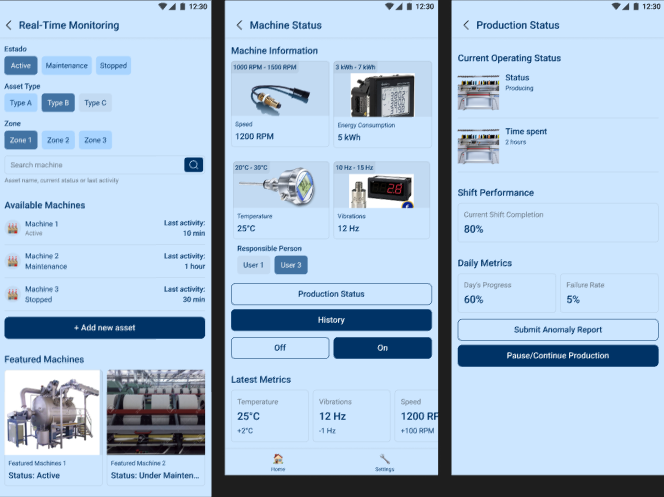 12:30
Real-Time Monitoring
Estado
Active Maintenance Stopped
Asset Type
Type A Type B Type C
Zone
Zone 1 Zone 2 Zone 3
Search machine
Asset name, current status or last activity
Available Machines
Machine 1 Last activity:
Active 10 min
Machine 2 Last activity:
Maintenance 1 hour
Machine 3 Last activity:
Stopped 30 min
+ Add new asset
Featured Machines
Featured Machines 1 Featured Machine 2
Status: Active Status: Under Mainten...
12:30
Machine Status
Machine Information
1000 RPM - 1500 RPM 3 kWh - 7 kWh
Speed Energy Consumption
1200 RPM 5 kWh
20°C - 30°C 10 Hz - 15 Hz
Temperature Vibrations
25°C 12 Hz
Responsible Person
User 1 User 3
Production Status
History
Off On
Latest Metrics
Temperature Vibrations Speed
25°C 12 Hz 1200 RP
+2°C -1 Hz +100 RPM
Home Settings
12:30
Production Status
Current Operating Status
Status
Producing
Time spent
2 hours
Shift Performance
Current Shift Completion
80%
Daily Metrics
Day's Progress Failure Rate
60% 5%
Submit Anomaly Report
Pause/Continue Production